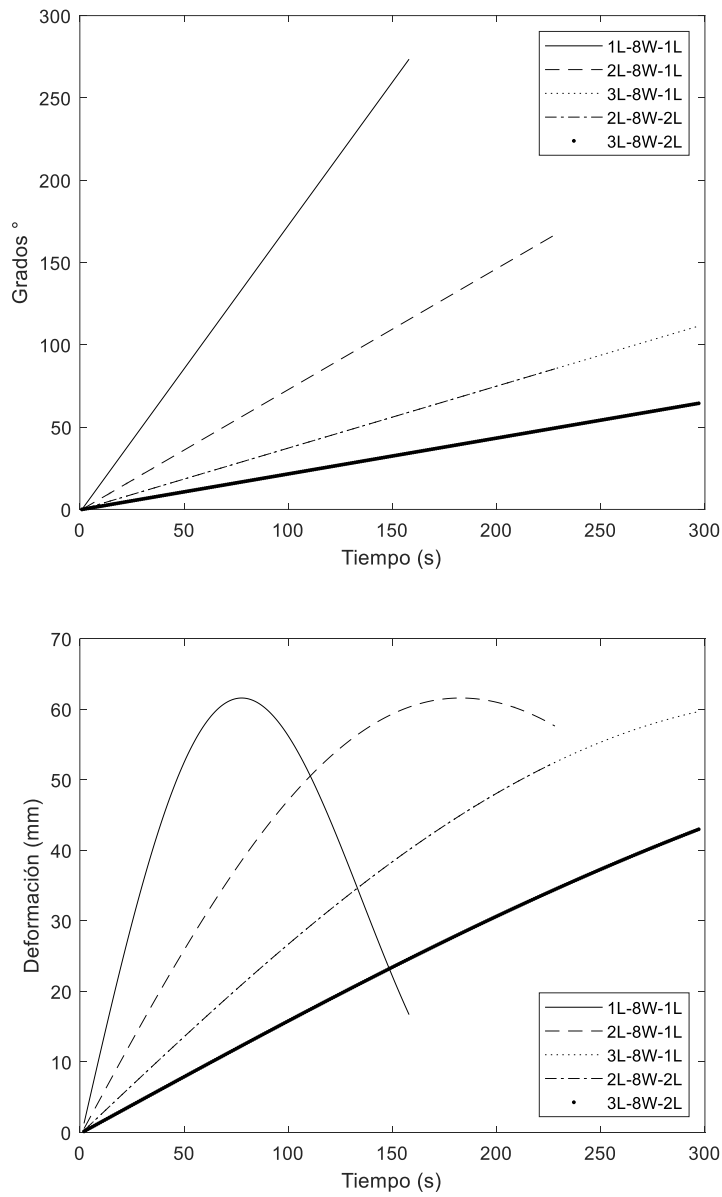 300
250
200
150
100
50
0
Grados °
1L-8W-1L
2L-8W-1L
3L-8W-1L
2L-8W-2L
3L-8W-2L
0 50 100 150 200 250 300
Tiempo (s)
70
60
50
40
30
20
10
0
Deformación (mm)
1L-8W-1L
2L-8W-1L
3L-8W-1L
2L-8W-2L
3L-8W-2L
0 50 100 150 200 250 300
Tiempo (s)